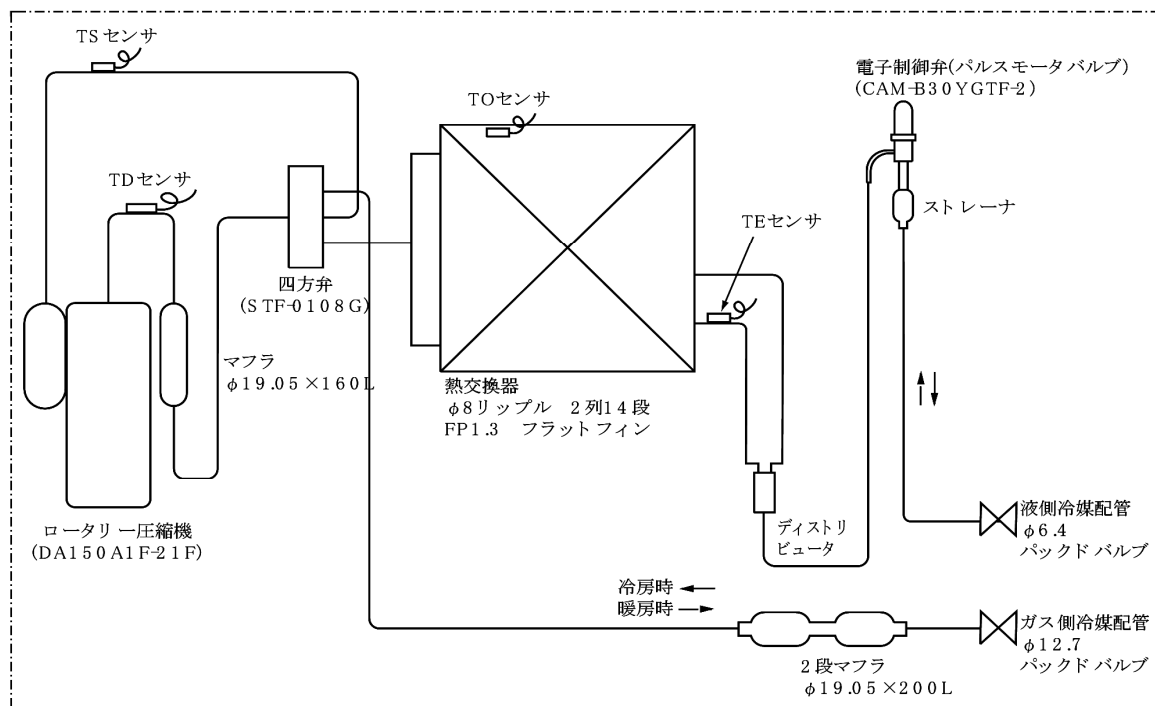 TSセンサ
電子制御弁(パルスモータバルブ)
(CAM-B30YGTF-2)
TOセンサ
TDセンサ
ストレーナ
TEセンサ
四方弁
(STF-0108G)
マフラ
φ19.05×160L
熱交換器
φ8リップル 2列14段
FP1.3 フラットフィン
ロータリー圧縮機
(DA150A1F-21F)
ディストリ
ビュータ
液側冷媒配管
φ6.4
パックドバルブ
冷房時
暖房時
ガス側冷媒配管
φ12.7
パックドバルブ
2段マフラ
φ19.05×200L